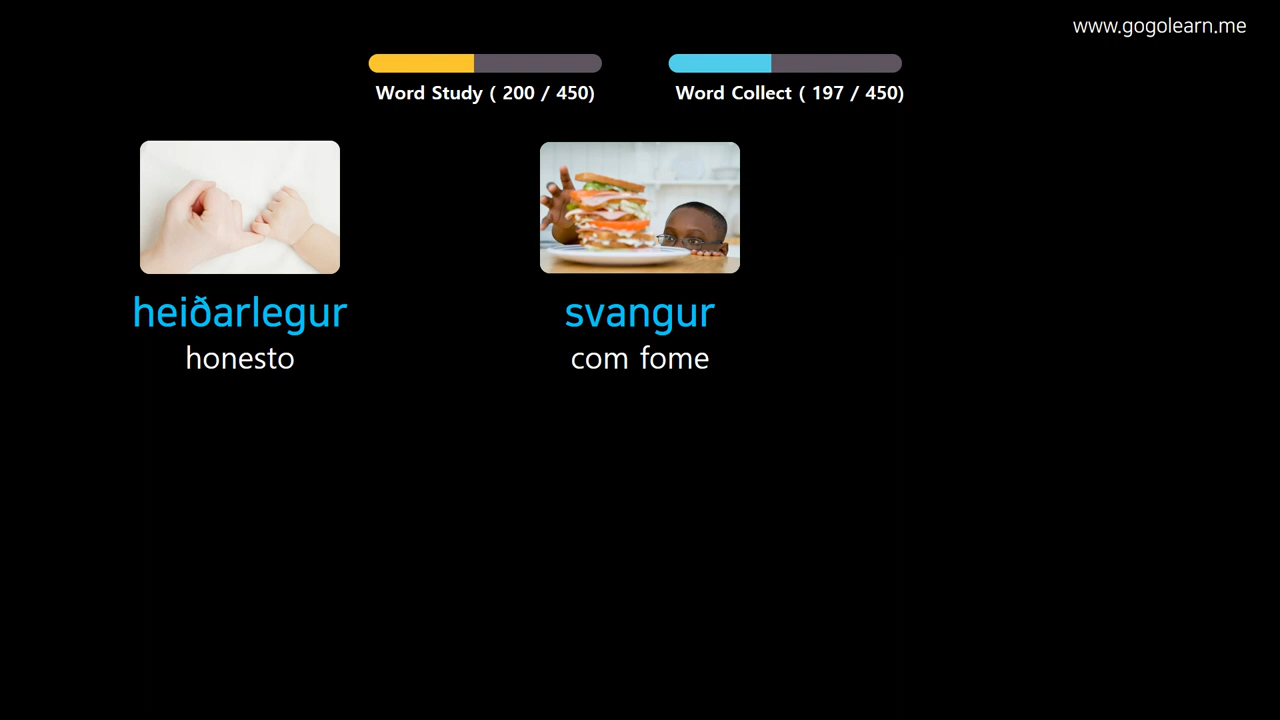 www.gogolearn.me
Word Study ( 200 / 450)
Word Collect ( 197 / 450)
heiðarlegur
honesto
svangur
com fome